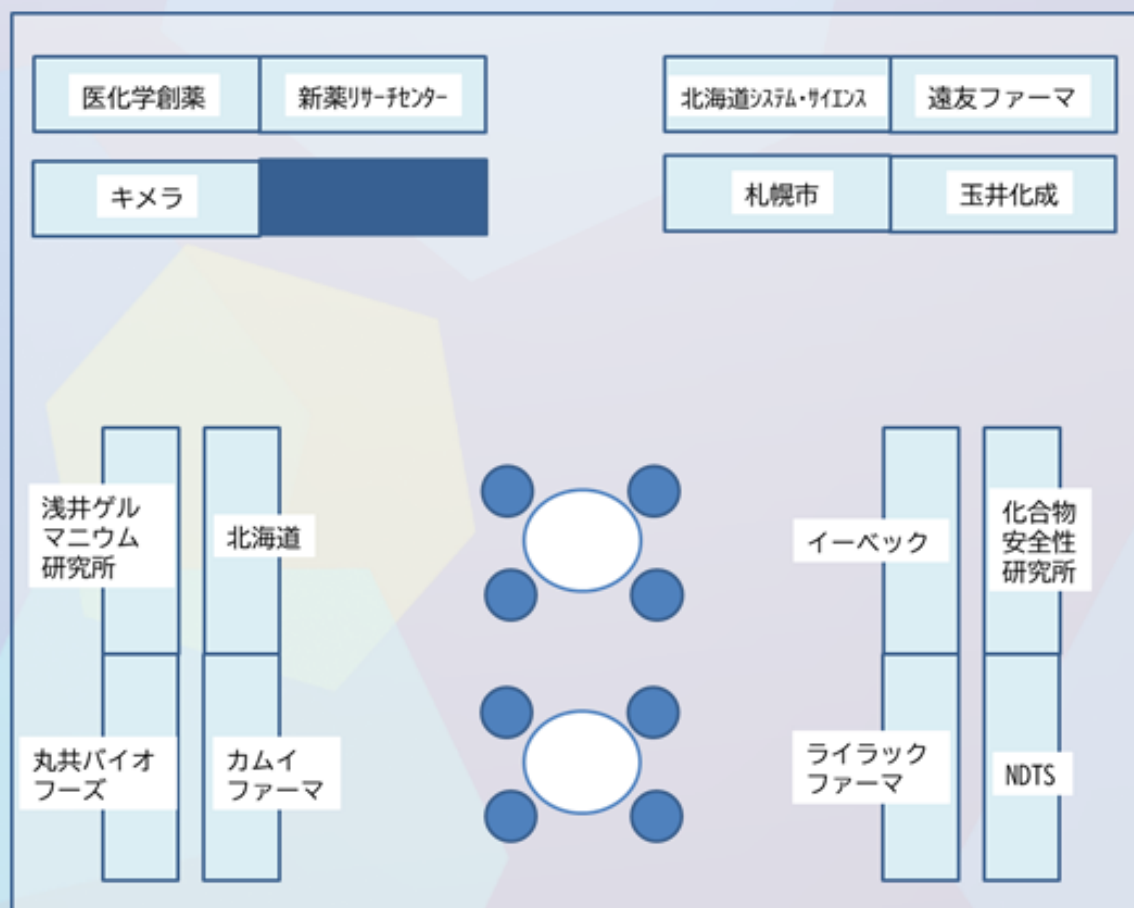 医化学創薬
新薬ﾘｻｰﾁｾﾝﾀｰ
北海道ｼｽﾃﾑ・ｻｲｴﾝｽ
遠友ファーマ
キメラ
札幌市
玉井化成
浅井ゲル
マニウム
研究所
北海道
イーベック
化合物
安全性
研究所
丸共バイオ
フーズ
カムイ
ファーマ
ライラック
ファーマ
NDTS